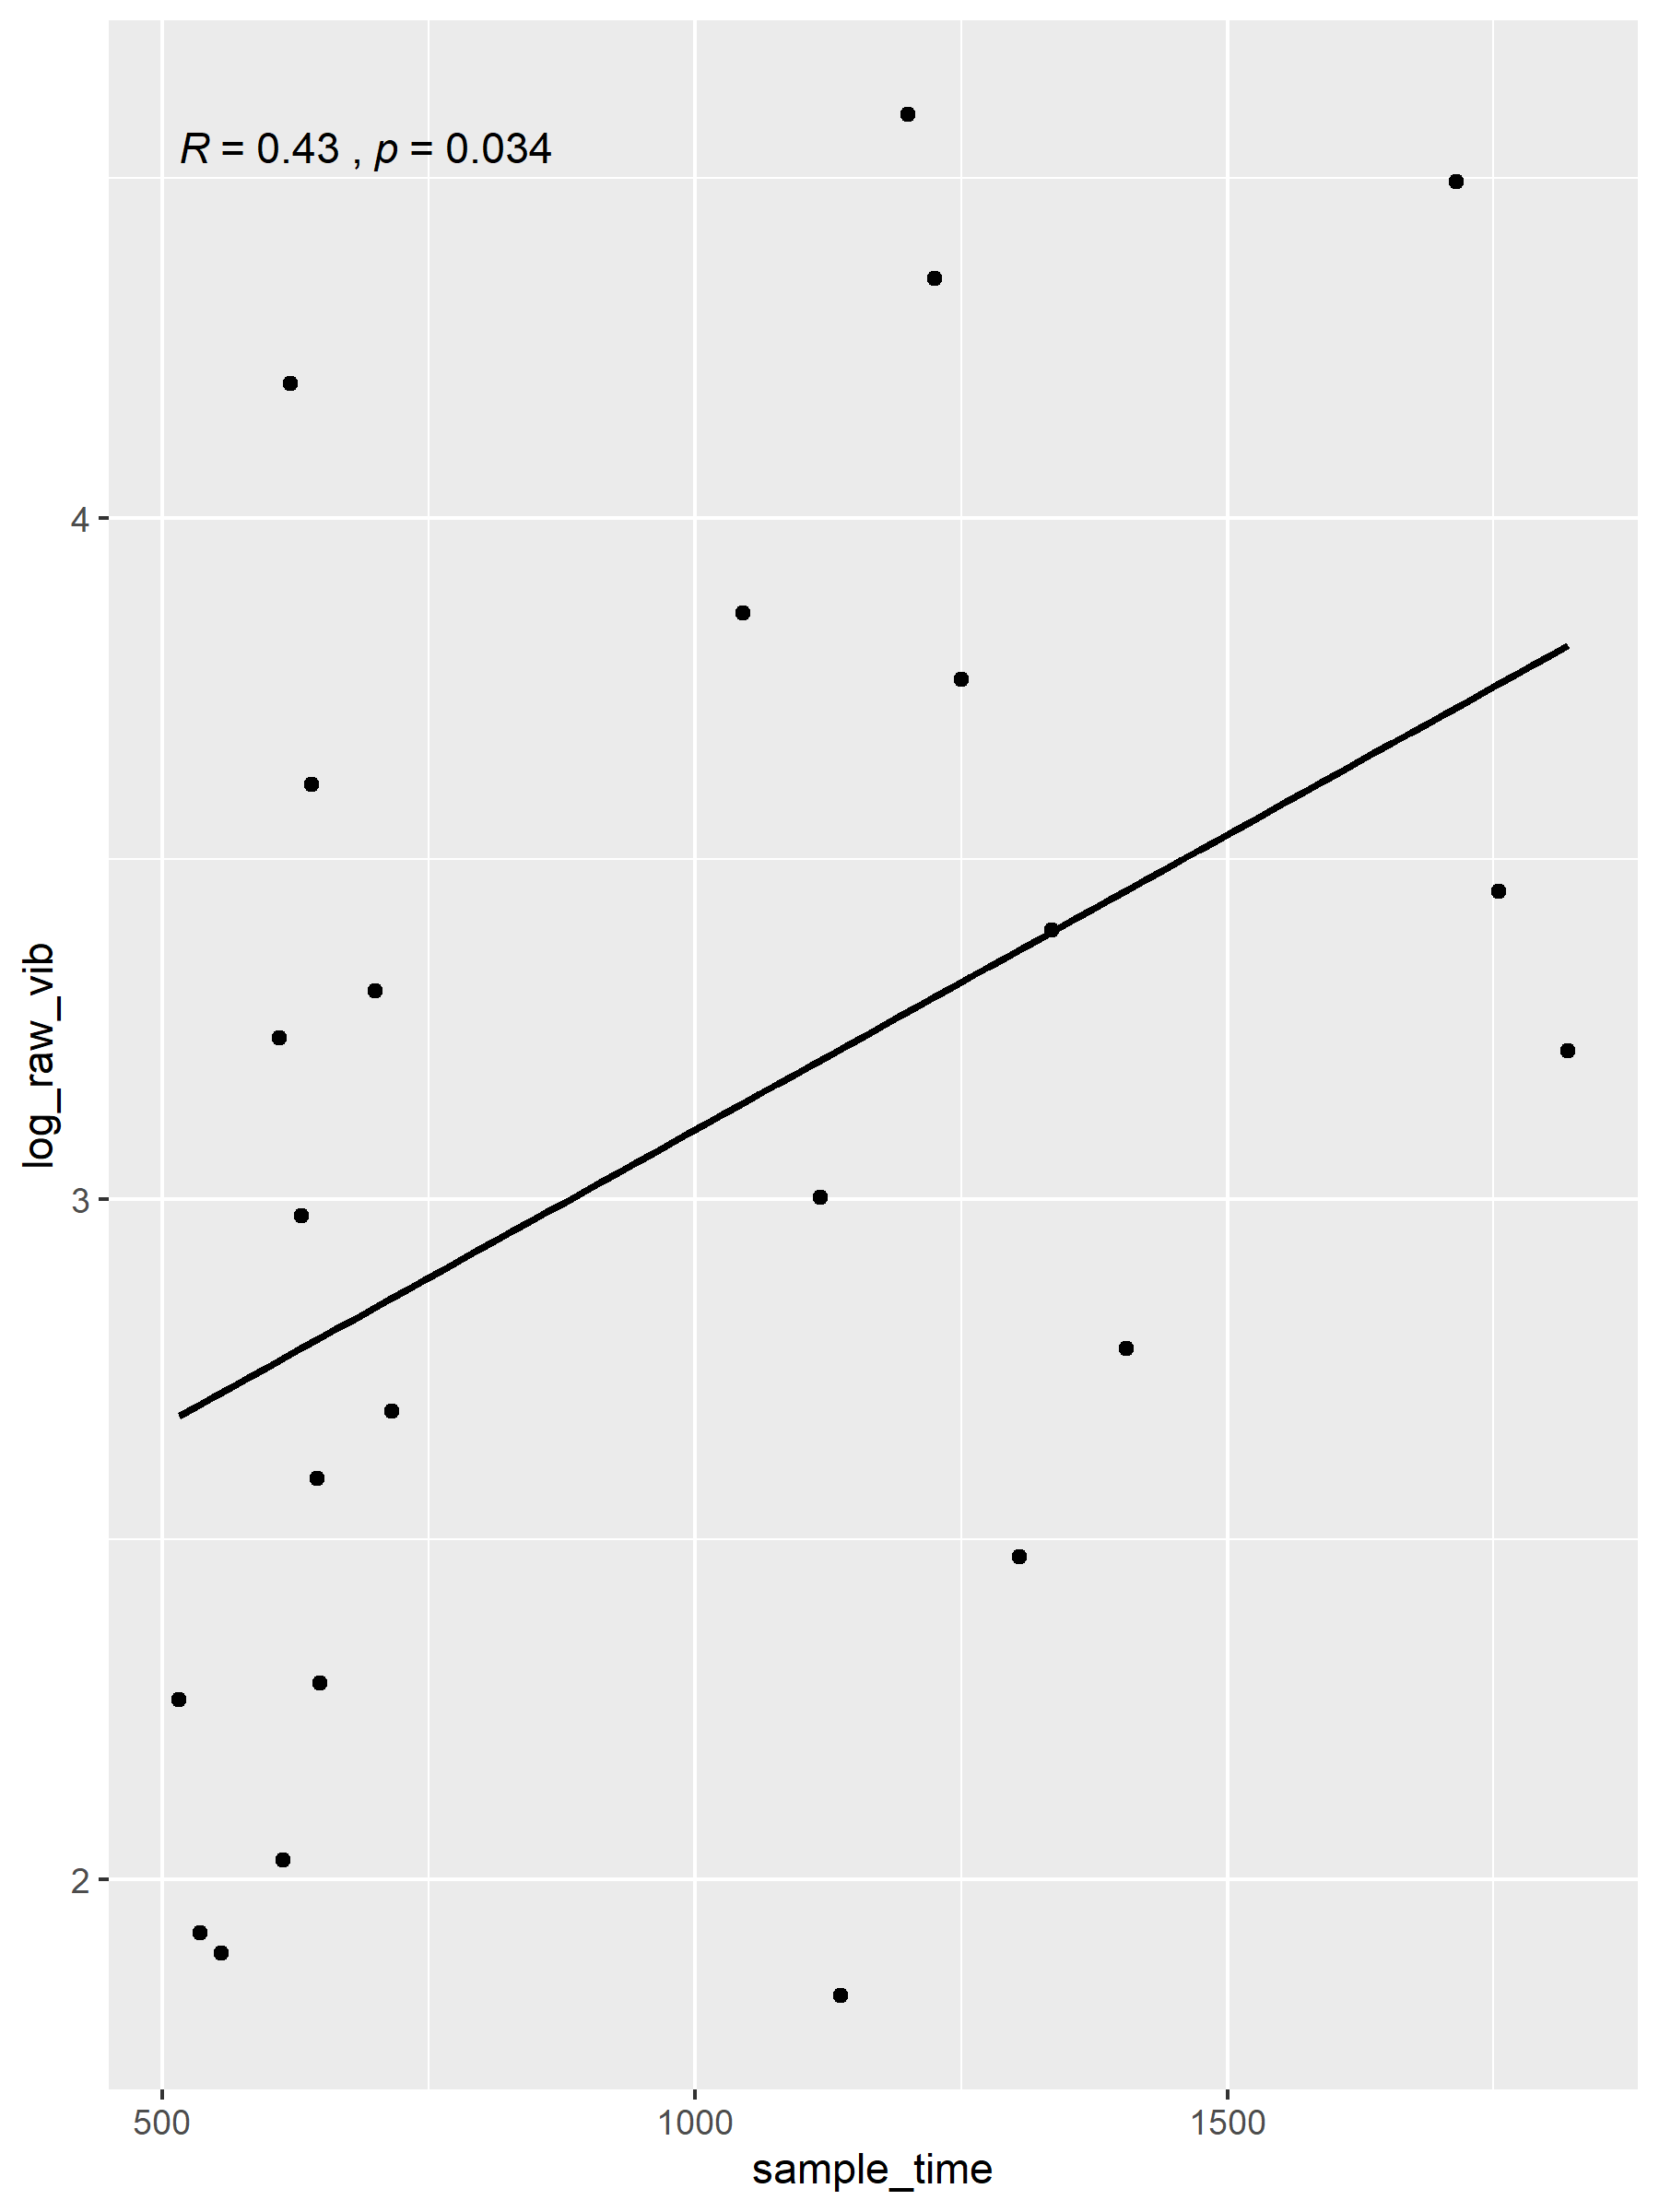 R = 0.43 , p = 0.034
4
3
2
log_raw_vib
500 1000 1500
sample_time